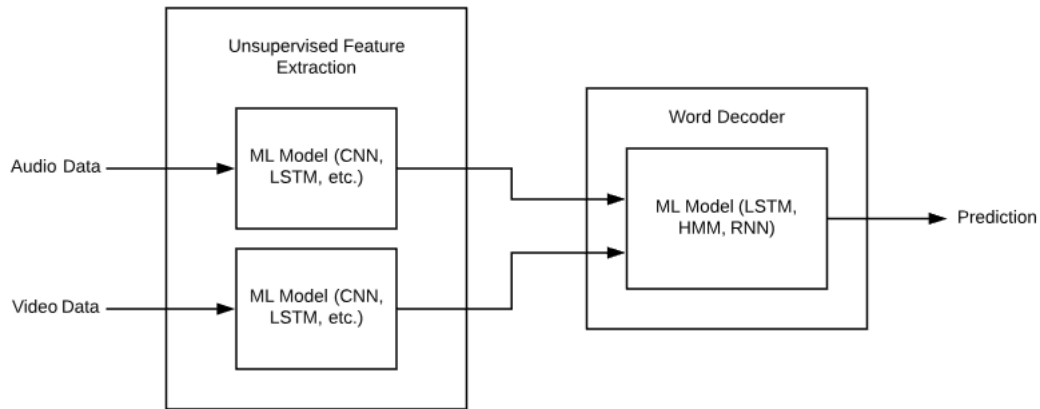 Unsupervised Feature
Extraction
Audio Data
ML Model (CNN,
LSTM, etc.)
Video Data
ML Model (CNN,
LSTM, etc.)
Word Decoder
ML Model (LSTM,
HMM, RNN)
Prediction